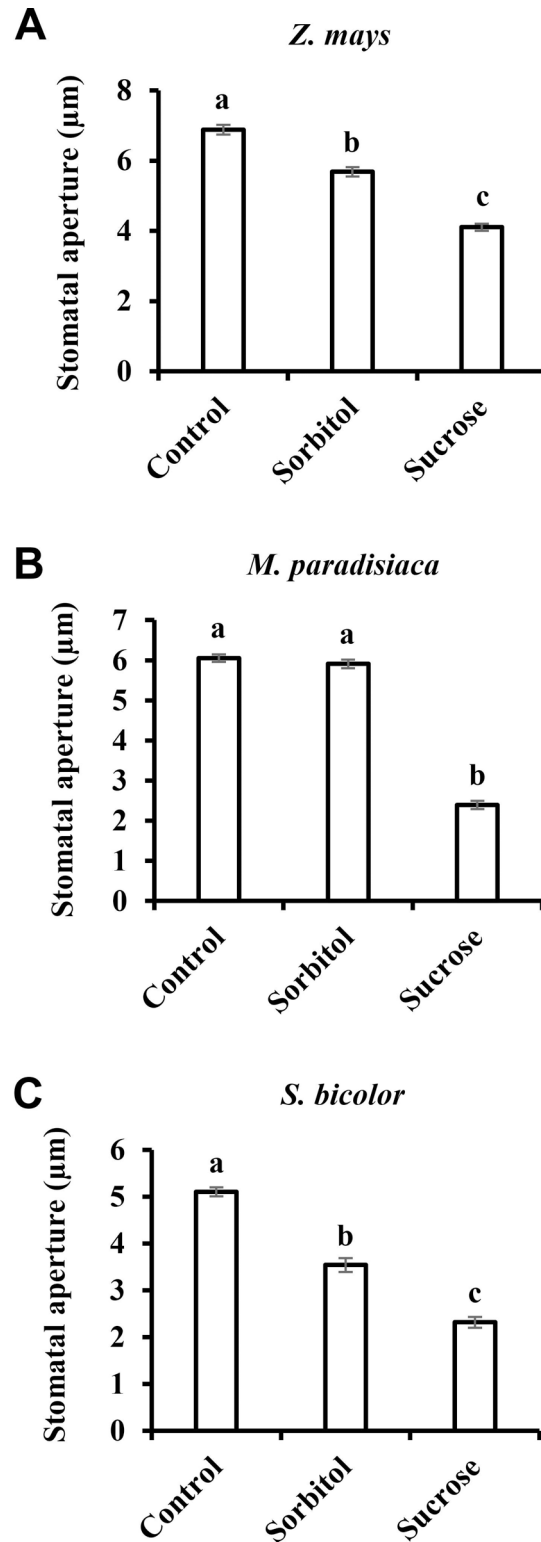 A
Z. mays
Stomatal aperture (µm)
8
6
4
2
0
a
b
c
Control
Sorbitol
Sucrose
B
M. paradisiaca
Stomatal aperture (µm)
7
6
5
4
3
2
1
0
a
a
b
Control
Sorbitol
Sucrose
C
S. bicolor
Stomatal aperture (µm)
6
5
4
3
2
1
0
a
b
c
Control
Sorbitol
Sucrose